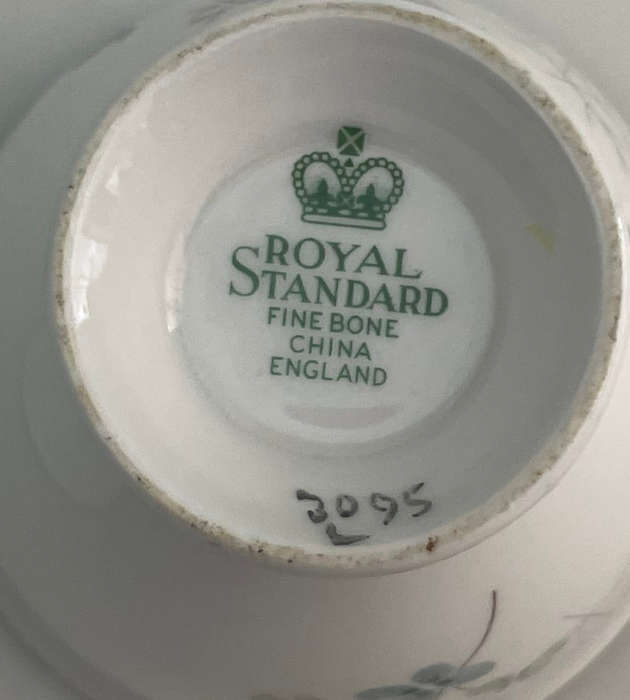 ROYAL
STANDARD
FINE BONE
CHINA
ENGLAND
3095
L